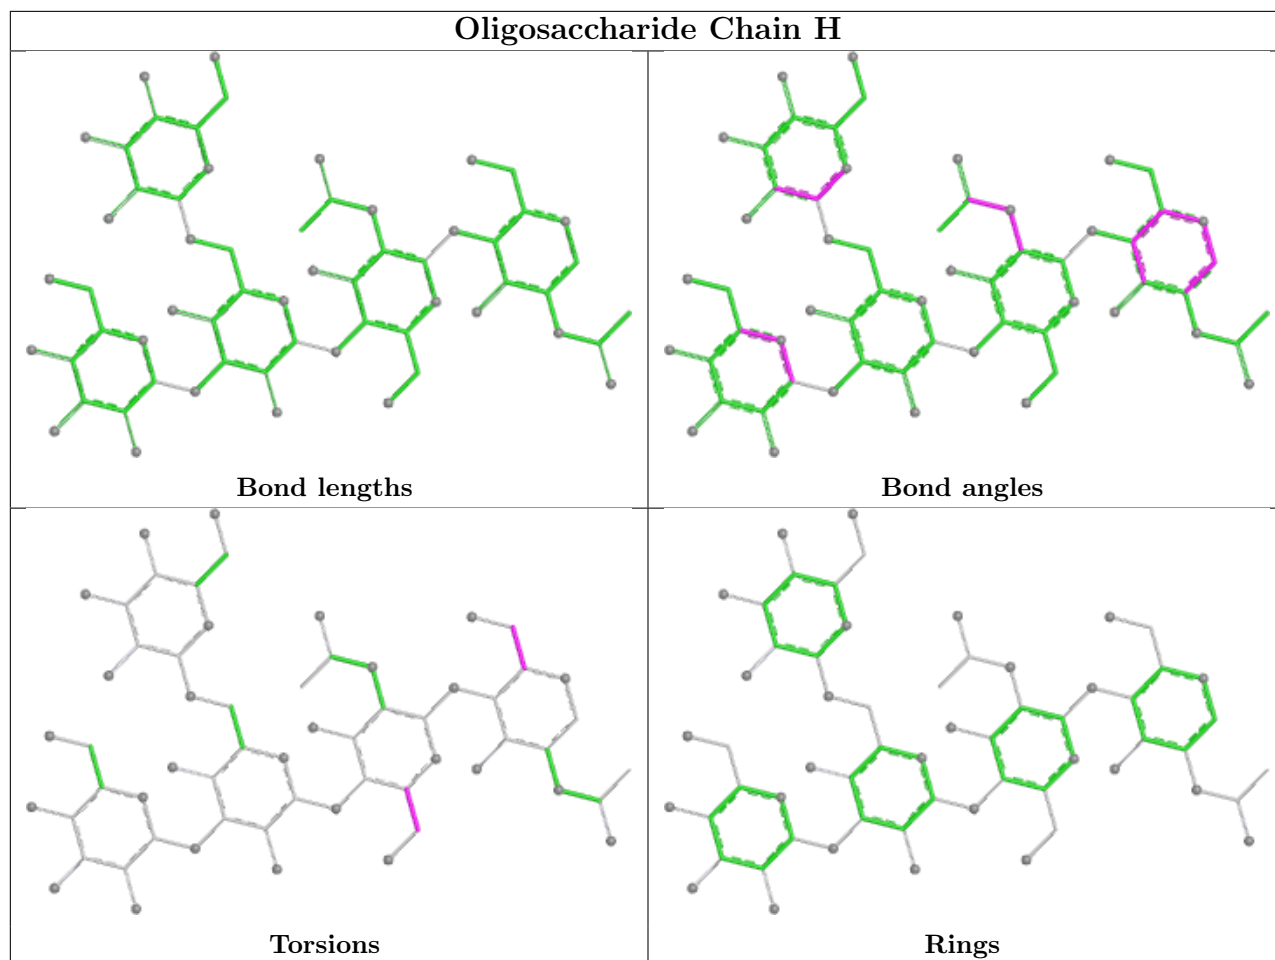 Oligosaccharide Chain H
Bond lengths
Bond angles
Torsions
Rings